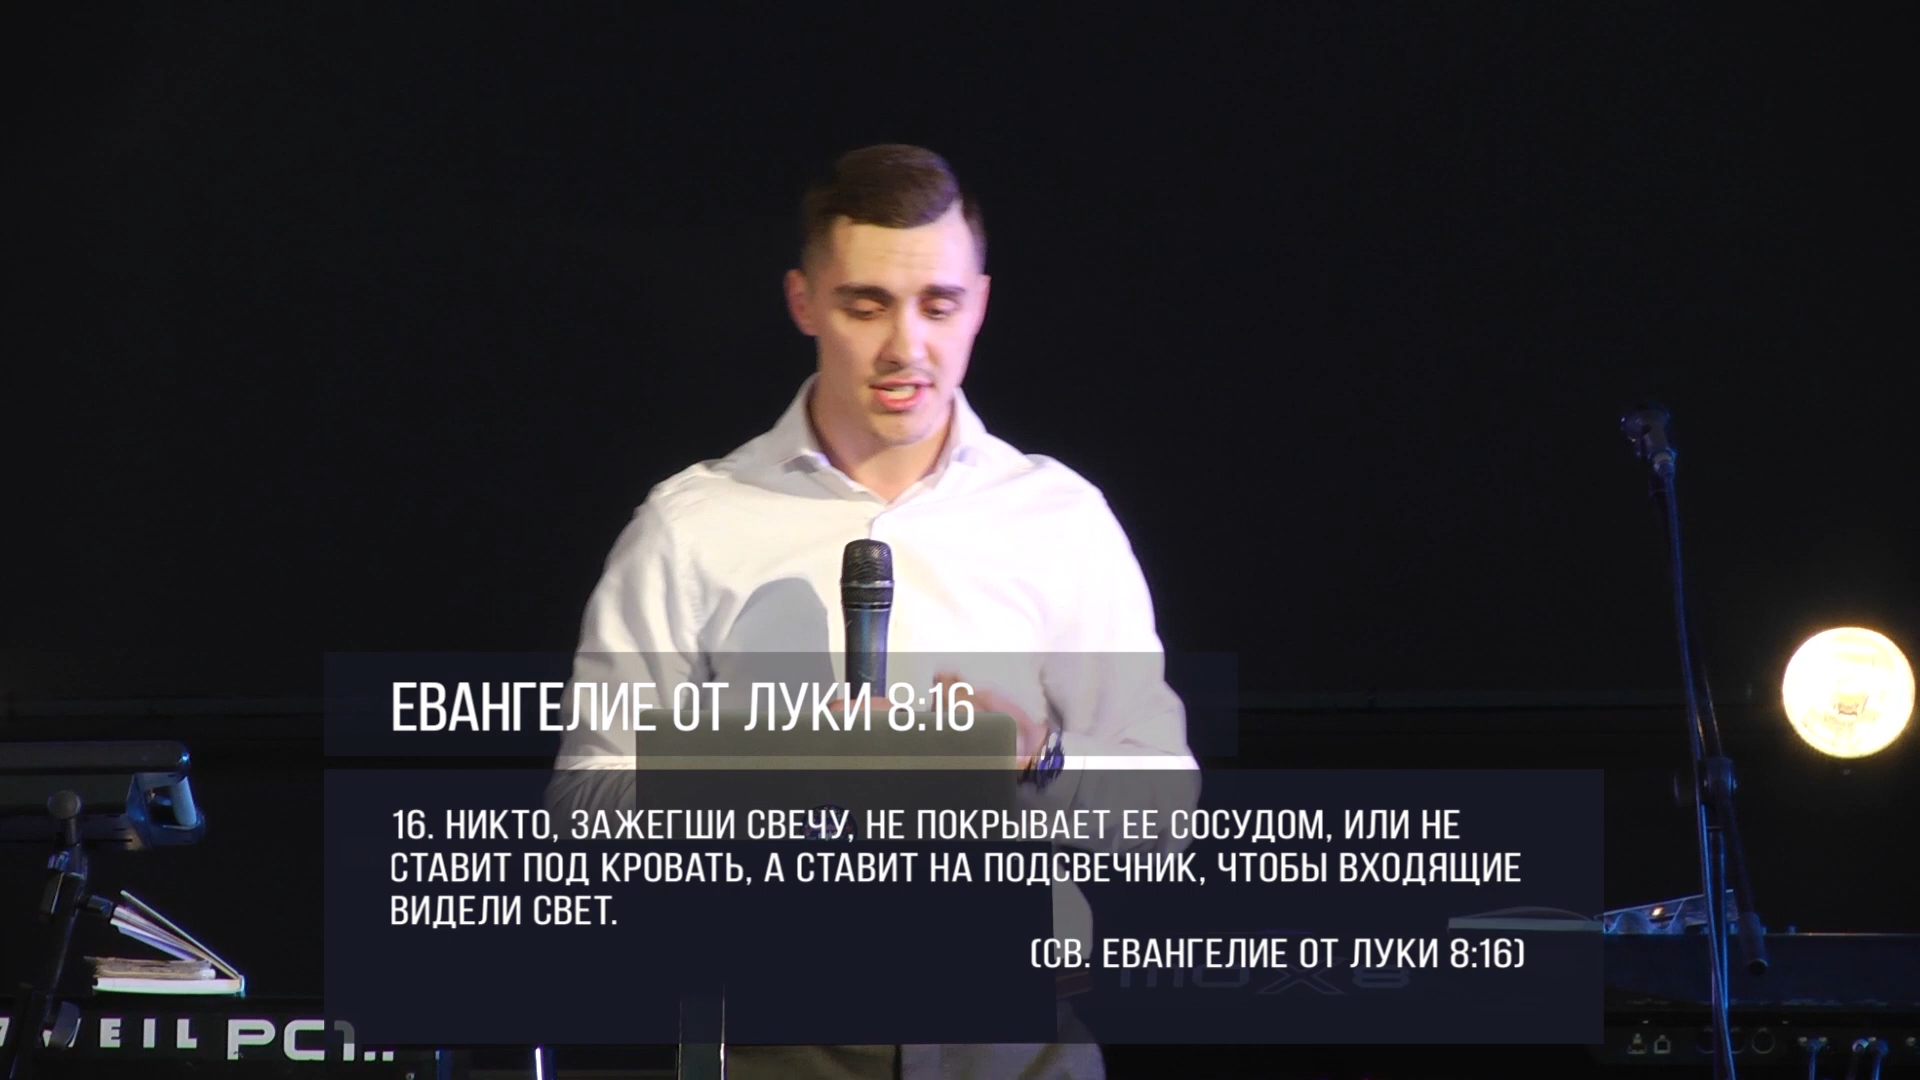 ЕВАНГЕЛИЕ ОТ ЛУКИ 8:16
16. НИКТО, ЗАЖЕГШИ СВЕЧУ, НЕ ПОКРЫВАЕТ ЕЕ СОСУДОМ, ИЛИ НЕ
СТАВИТ ПОД КРОВАТЬ, А СТАВИТ НА ПОДСВЕЧНИК, ЧТОБЫ ВХОДЯЩИЕ
ВИДЕЛИ СВЕТ.
(СВ. ЕВАНГЕЛИЕ ОТ ЛУКИ 8:16)
MOX8